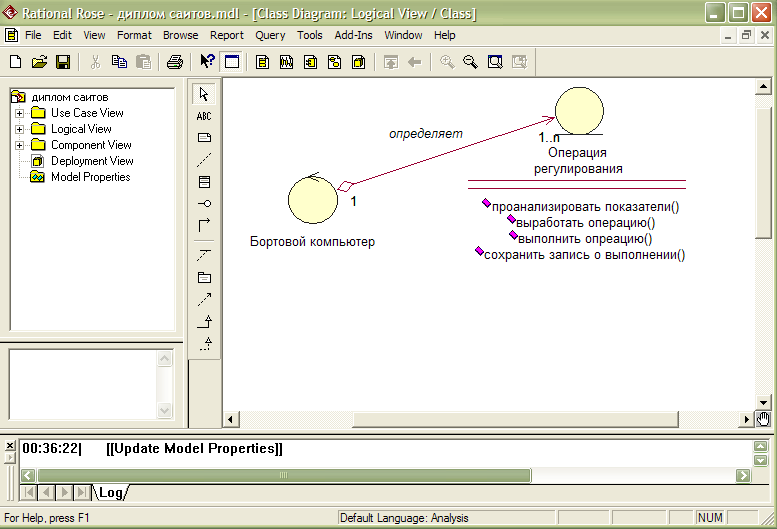 Rational Rose - диплом саитов.mdl - [Class Diagram: Logical View / Class]
File Edit View Format Browse Report Query Tools Add-Ins Window Help
ABC
диплом саитов
Use Case View
Logical View
Component View
Deployment View
Model Properties
определяет
1..n
Операция
регулирования
1
Бортовой компьютер
проанализировать показатели()
выработать операцию()
выполнить опреацию()
сохранить запись о выполнении()
00:36:22| [[Update Model Properties]]
Log
For Help, press F1 Default Language: Analysis NUM